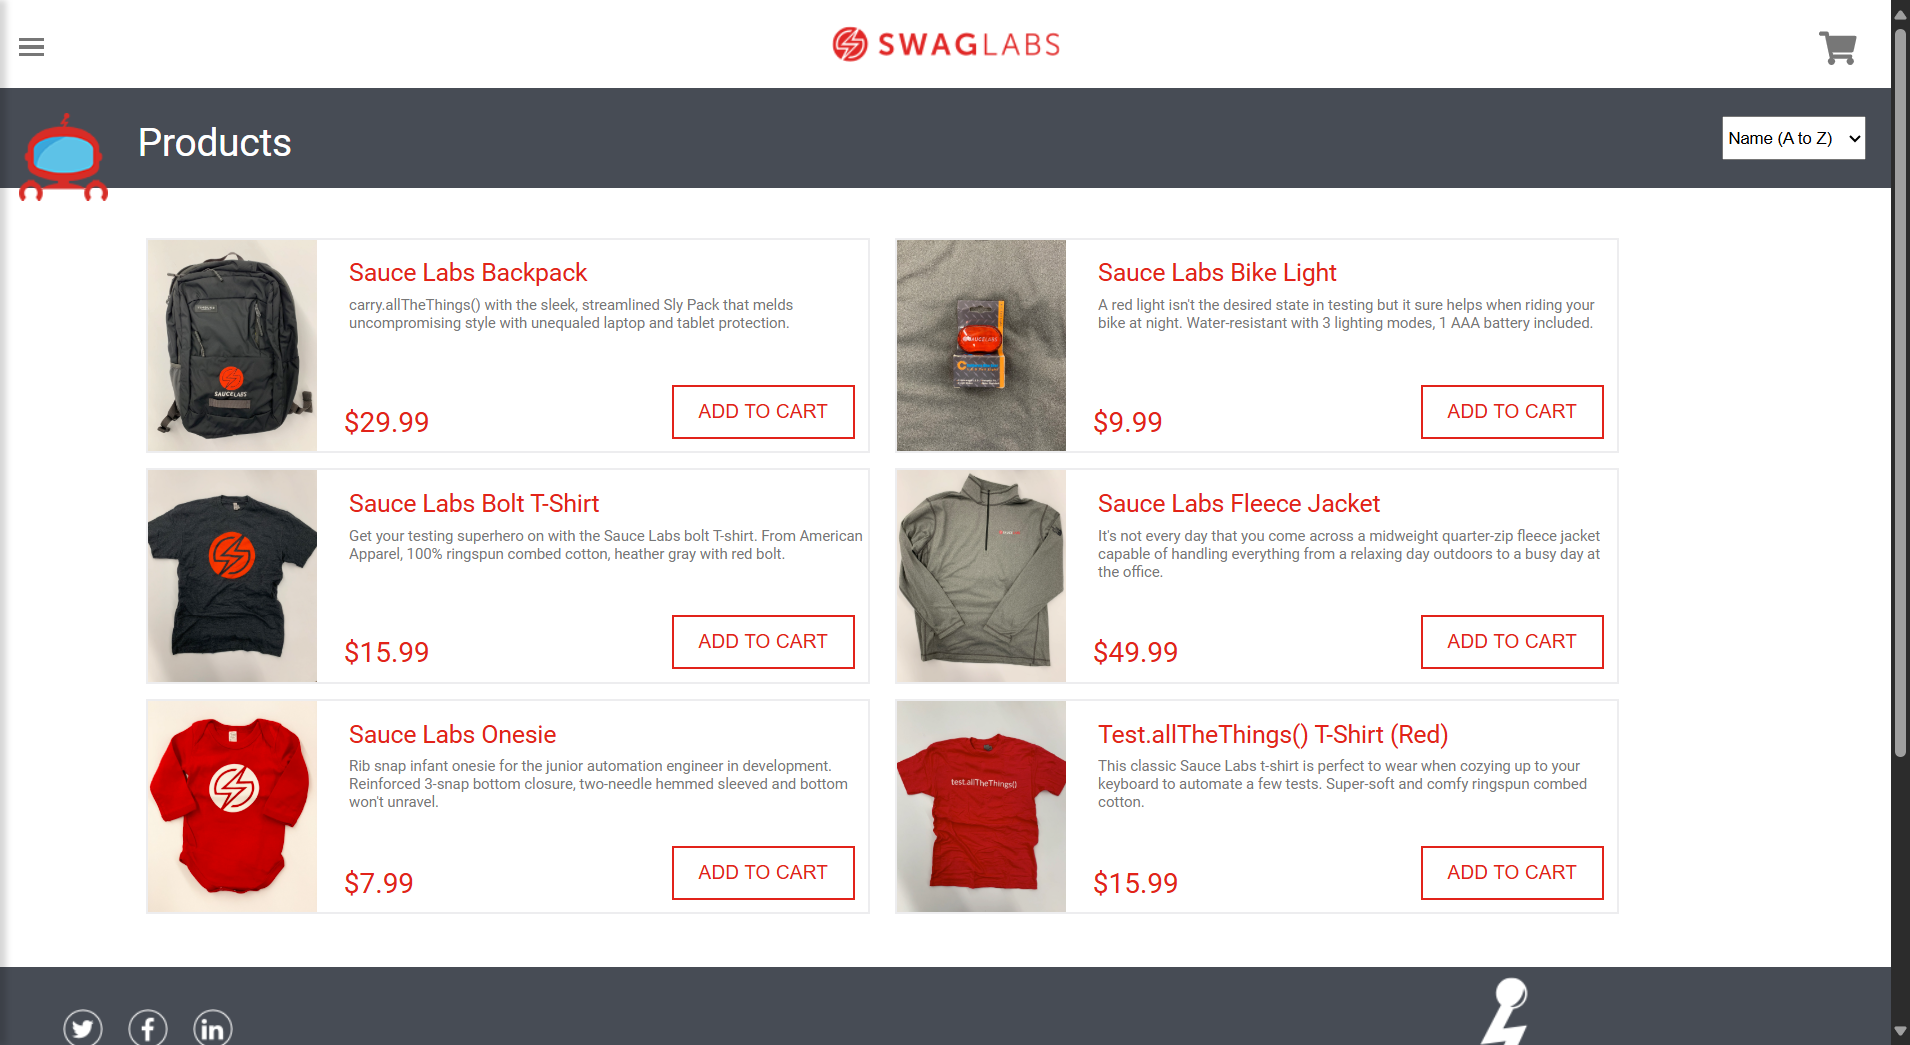 SWAGLABS
Products
Name (A to Z)
Sauce Labs Backpack
carry.allTheThings() with the sleek, streamlined Sly Pack that melds
uncompromising style with unequaled laptop and tablet protection.
$29.99
ADD TO CART
SAUCELABS
Sauce Labs Bike Light
A red light isn't the desired state in testing but it sure helps when riding your
bike at night. Water-resistant with 3 lighting modes, 1 AAA battery included.
$9.99
ADD TO CART
SAUCELABS
Sauce Labs Bolt T-Shirt
Get your testing superhero on with the Sauce Labs bolt T-shirt. From American
Apparel, 100% ringspun combed cotton, heather gray with red bolt.
$15.99
ADD TO CART
Sauce Labs Fleece Jacket
It's not every day that you come across a midweight quarter-zip fleece jacket
capable of handling everything from a relaxing day outdoors to a busy day at
the office.
$49.99
ADD TO CART
Sauce Labs Onesie
Rib snap infant onesie for the junior automation engineer in development.
Reinforced 3-snap bottom closure, two-needle hemmed sleeved and bottom
won't unravel.
$7.99
ADD TO CART
test.allTheThings()
Test.allTheThings() T-Shirt (Red)
This classic Sauce Labs t-shirt is perfect to wear when cozying up to your
keyboard to automate a few tests. Super-soft and comfy ringspun combed
cotton.
$15.99
ADD TO CART